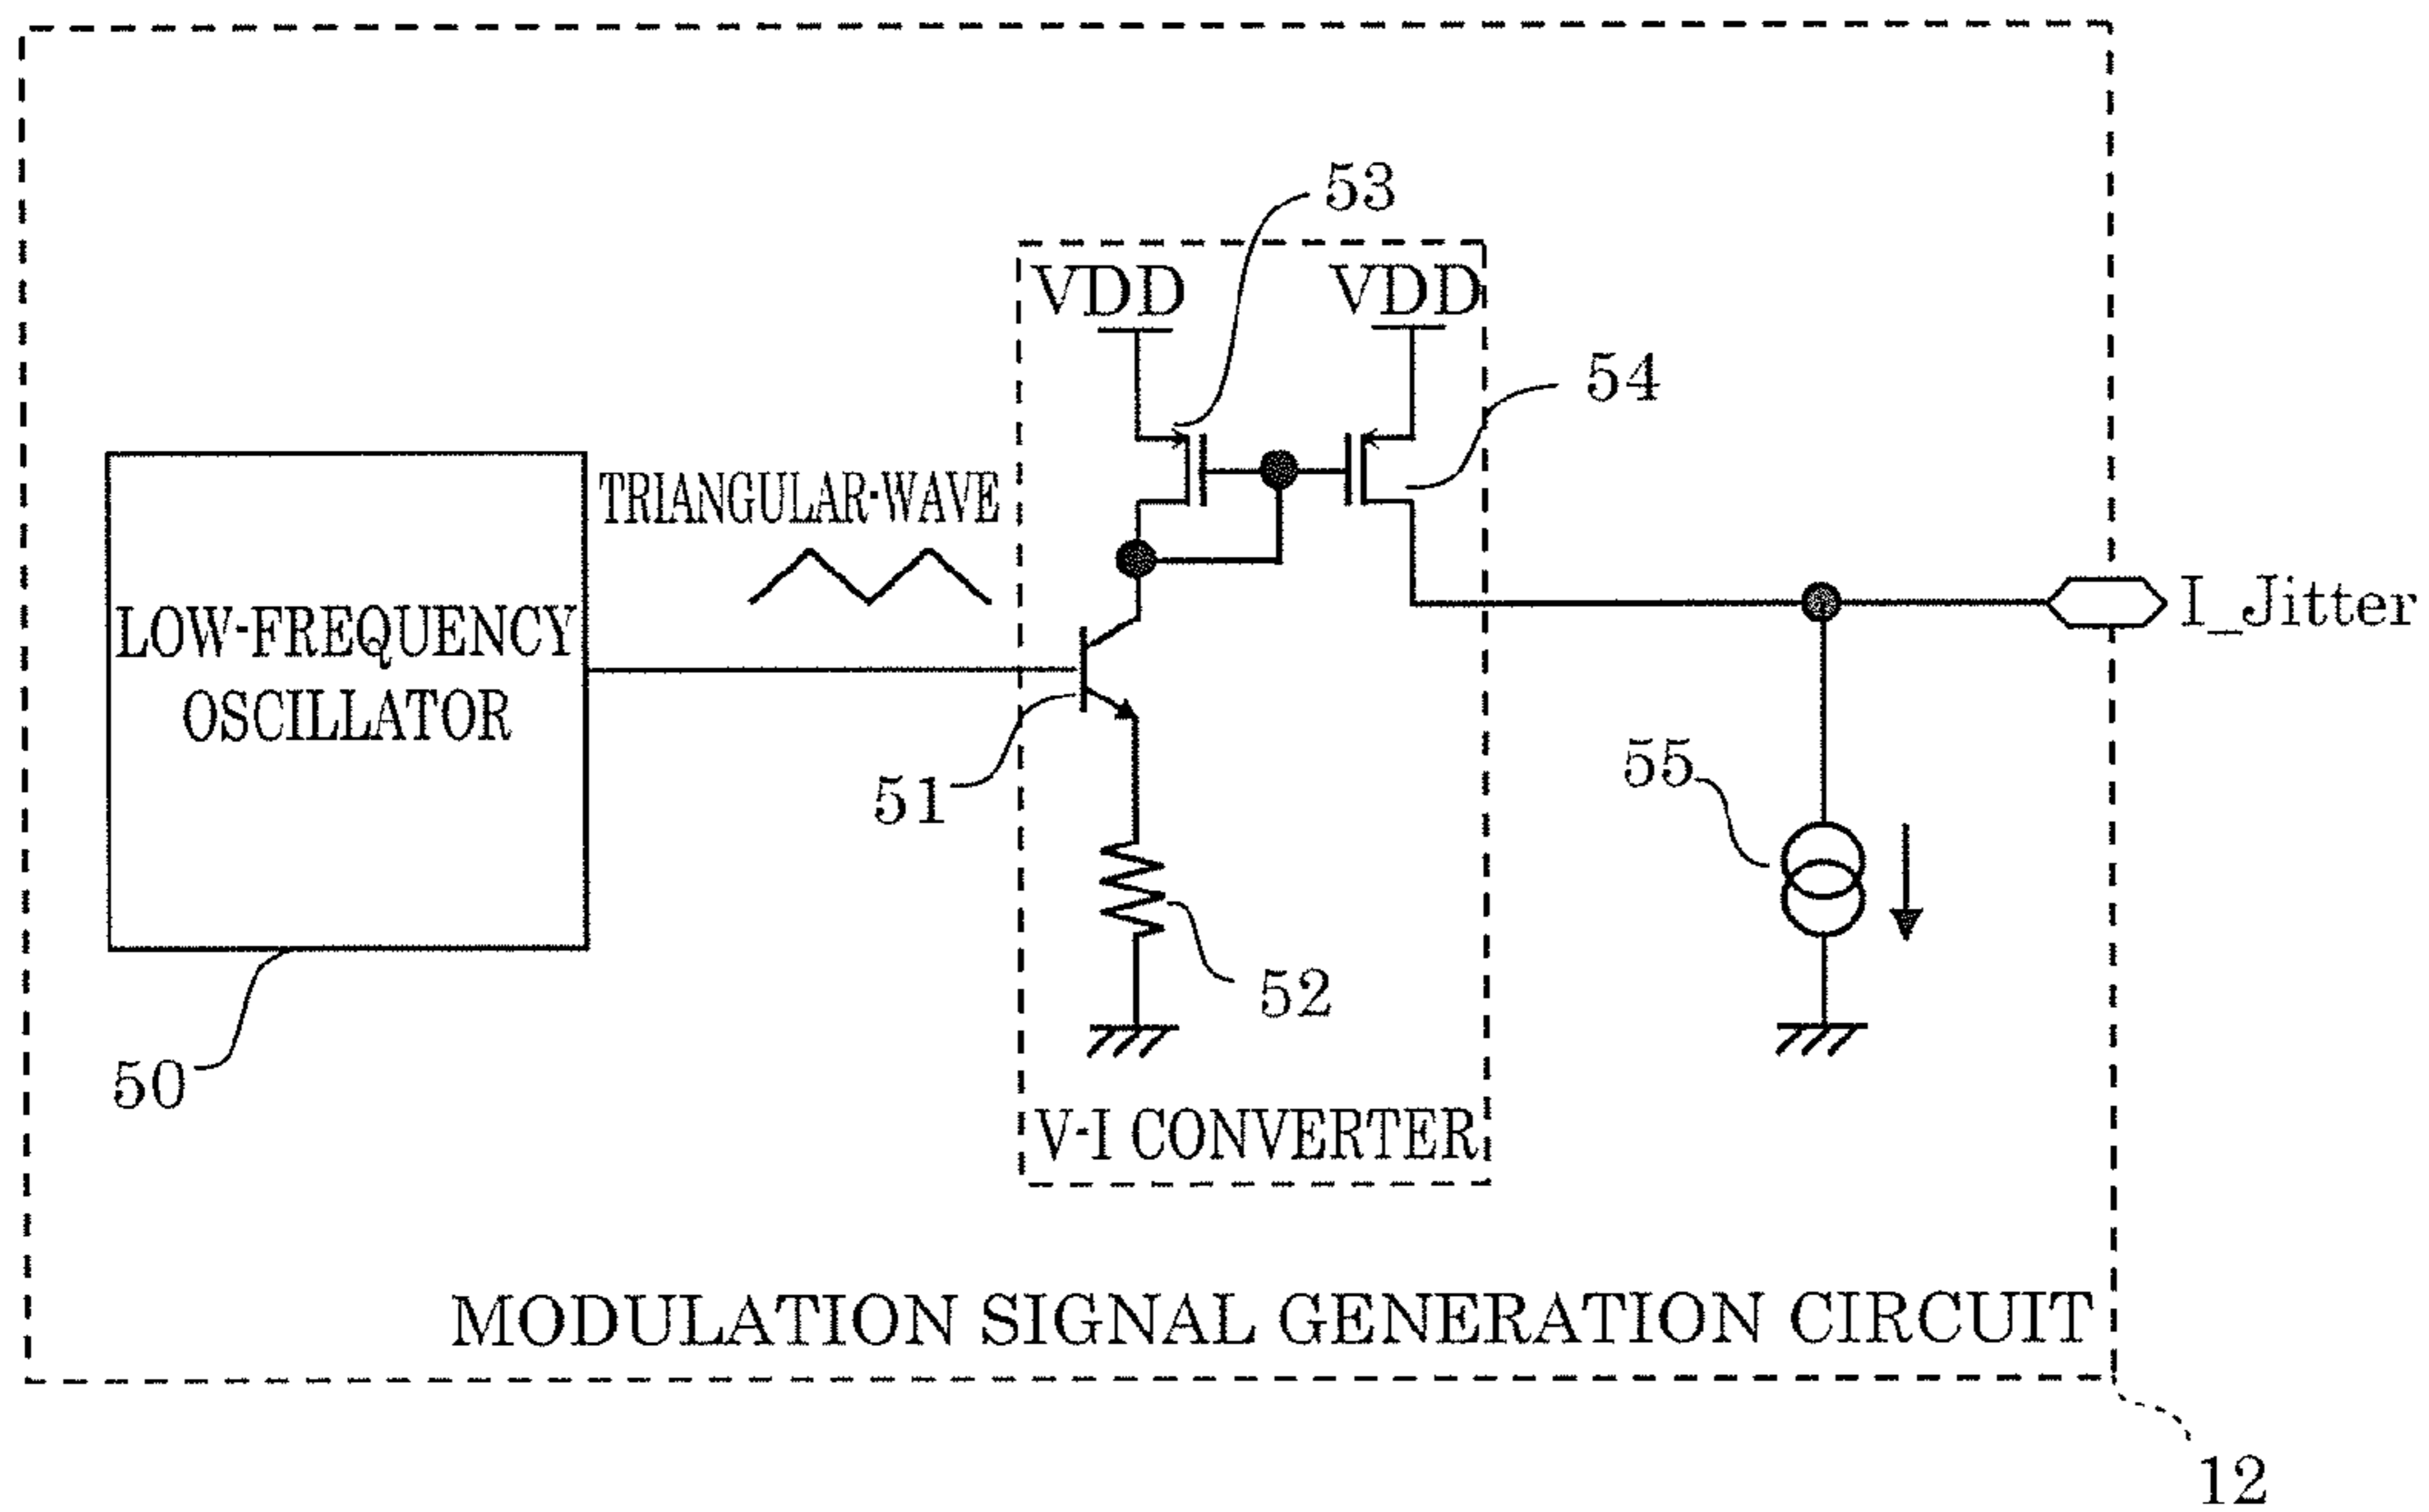 53
VDD
VDD
54
TRIANGULAR-WAVE
LOW-FREQUENCY
OSCILLATOR
I_Jitter
51
55
52
50
V-I CONVERTER
MODULATION SIGNAL GENERATION CIRCUIT
12